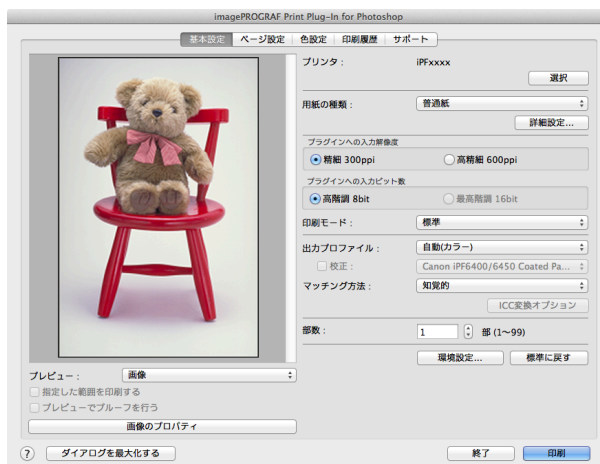 imagePROGRAF Print Plug-In for Photoshop
基本設定 ページ設定 色設定 印刷履歴 サポート
プリンタ： iPFxxxx
選択
用紙の種類： 普通紙
詳細設定...
プラグインへの入力解像度
精細 300ppi 高精細 600ppi
プラグインへの入力ビット数
高階調 8bit 最高階調 16bit
印刷モード： 標準
出力プロファイル： 自動(カラー)
校正： Canon iPF6400/6450 Coated Pa...
マッチング方法： 知覚的
ICC変換オプション
部数： 1 部 (1～99)
環境設定... 標準に戻す
プレビュー： 画像
指定した範囲を印刷する
プレビューでプルーフを行う
画像のプロパティ
? ダイアログを最大化する 終了 印刷